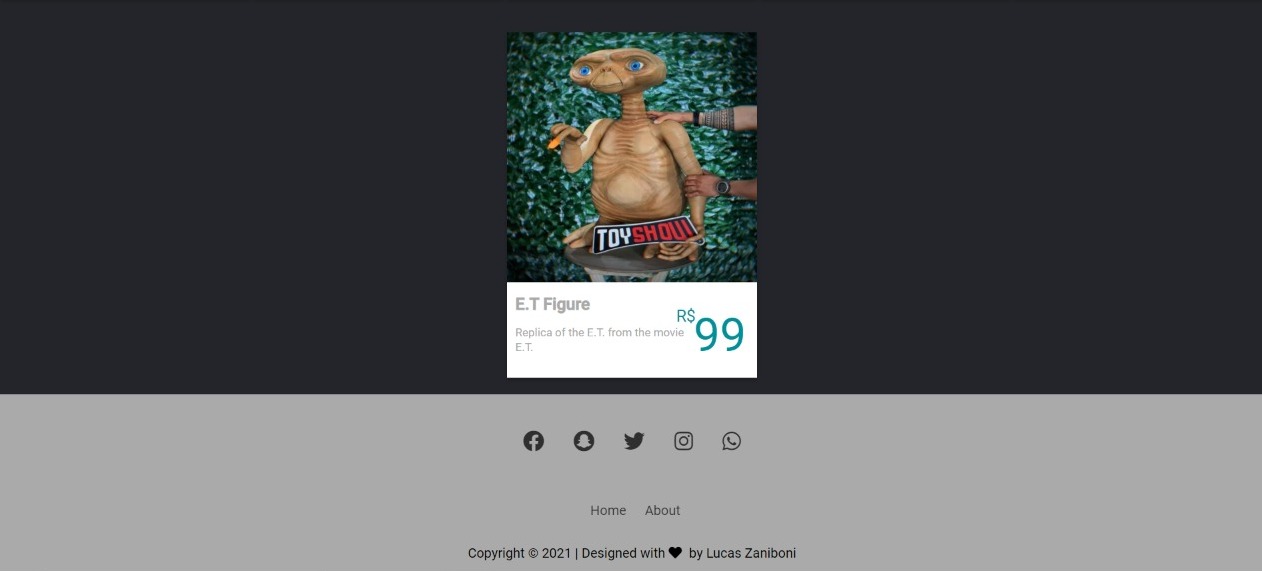 TOYSHOW
E.T Figure
R$
99
Replica of the E.T. from the movie
E.T.
Home About
Copyright © 2021 | Designed with ♥ by Lucas Zaniboni